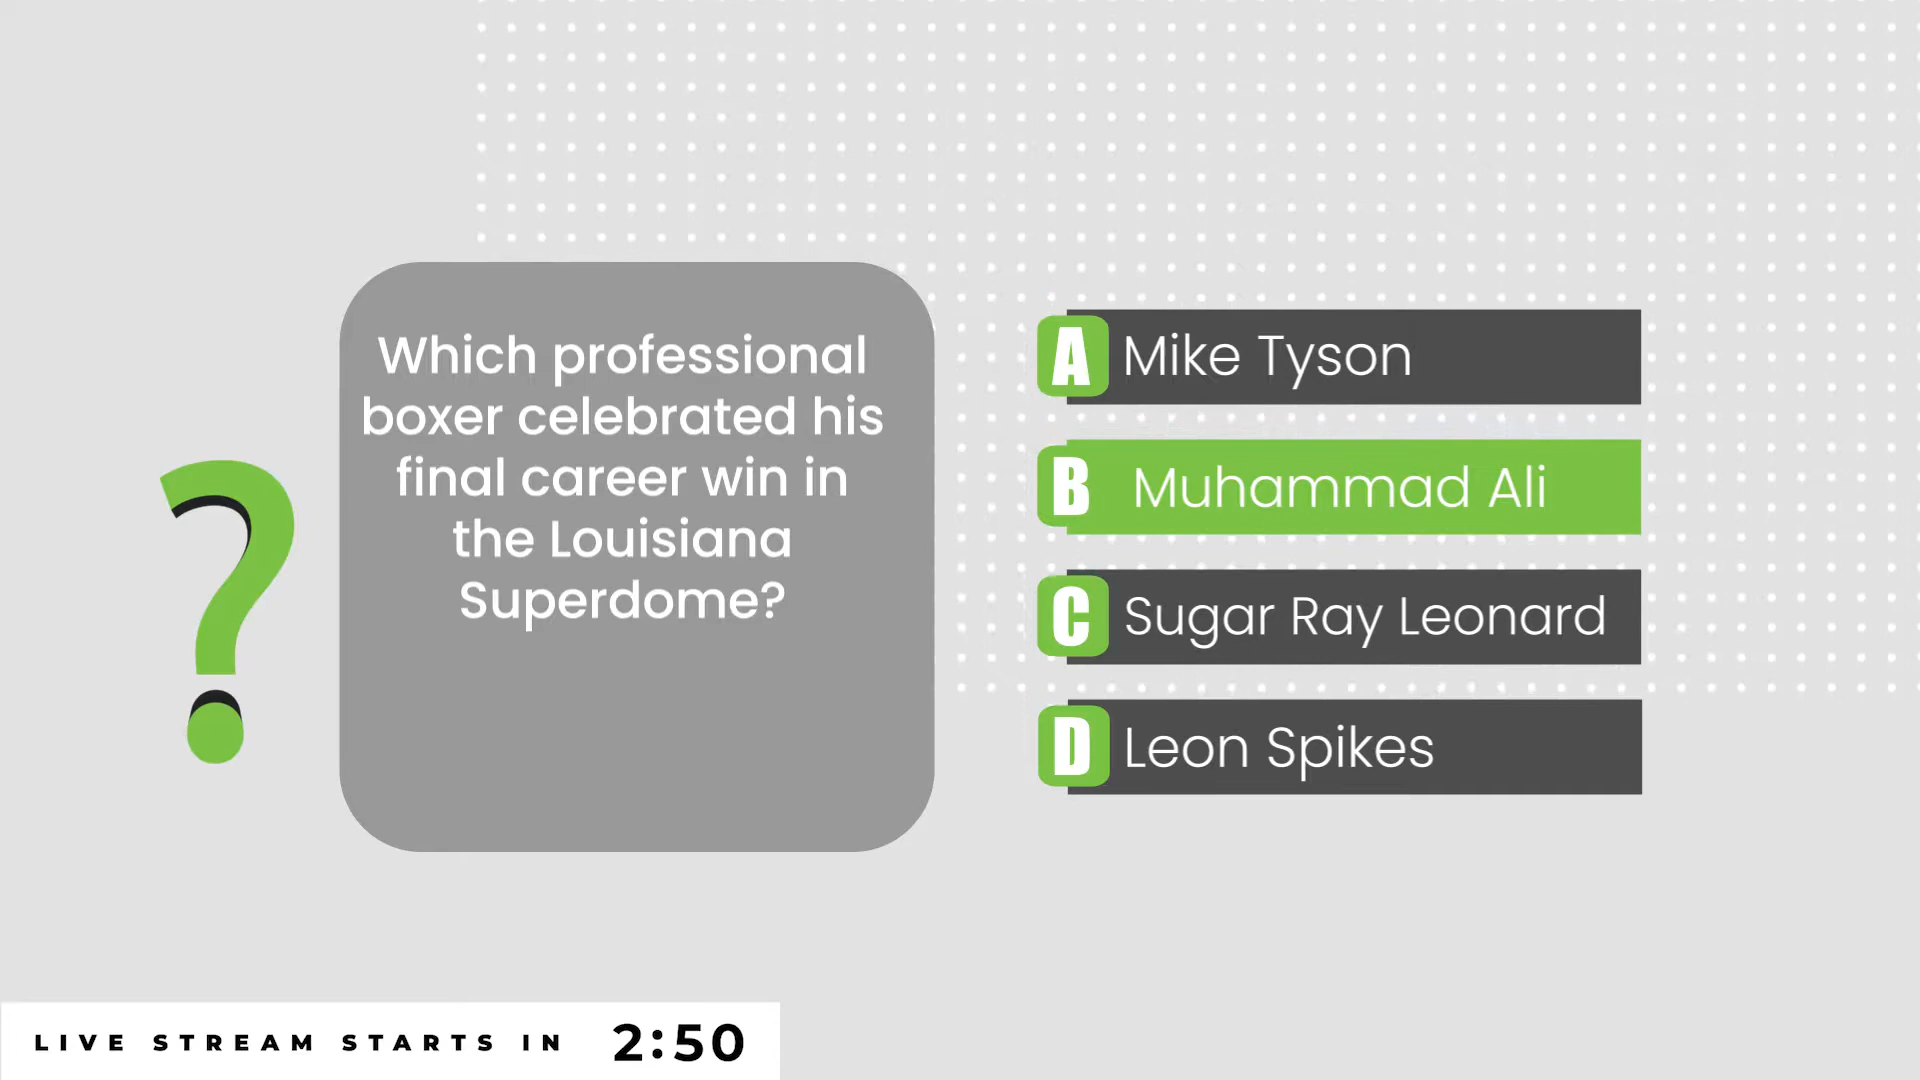 Which professional
boxer celebrated his
final career win in
the Louisiana
Superdome?
?
A Mike Tyson
B Muhammad Ali
C Sugar Ray Leonard
D Leon Spikes
LIVE STREAM STARTS IN 2:50